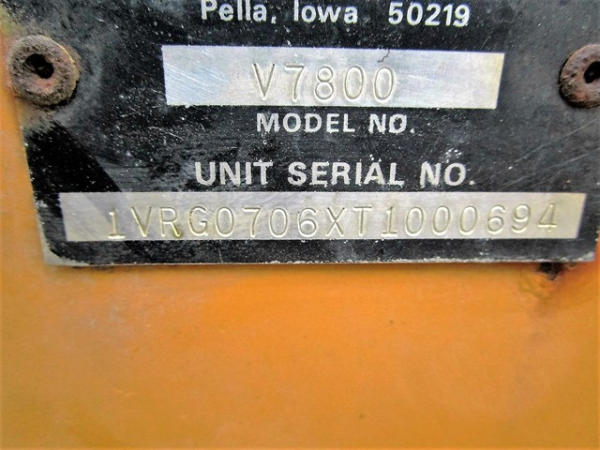 Pella, Iowa 50219
V7800
MODEL NO.
UNIT SERIAL NO.
1VRG0706XT1000694